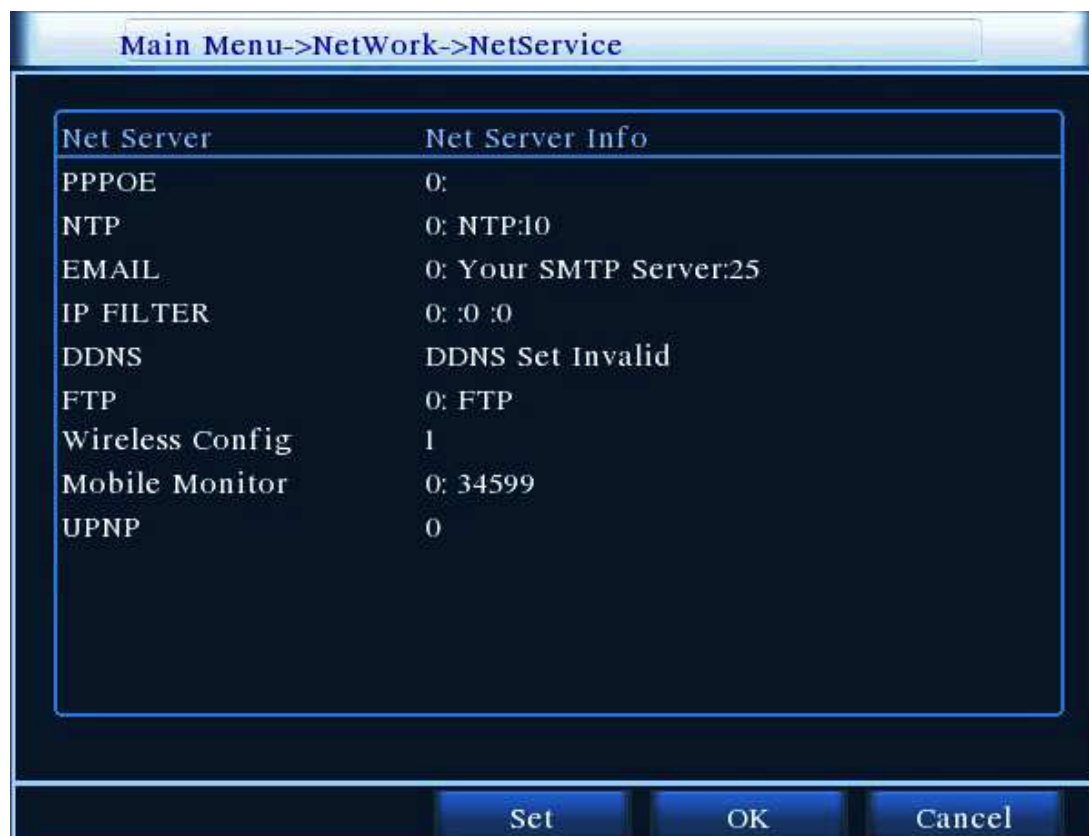 Main Menu->NetWork->NetService
Net Server Net Server Info
PPPOE 0:
NTP 0: NTP:10
EMAIL 0: Your SMTP Server:25
IP FILTER 0: :0 :0
DDNS DDNS Set Invalid
FTP 0: FTP
Wireless Config 1
Mobile Monitor 0: 34599
UPNP 0
Set OK Cancel